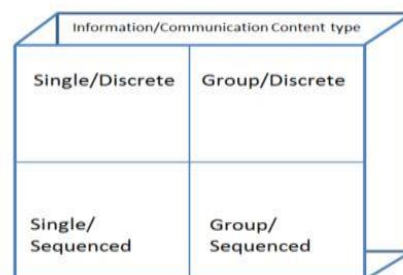 Information/Communication Content type
Single/Discrete
Group/Discrete
Single/
Sequenced
Group/
Sequenced